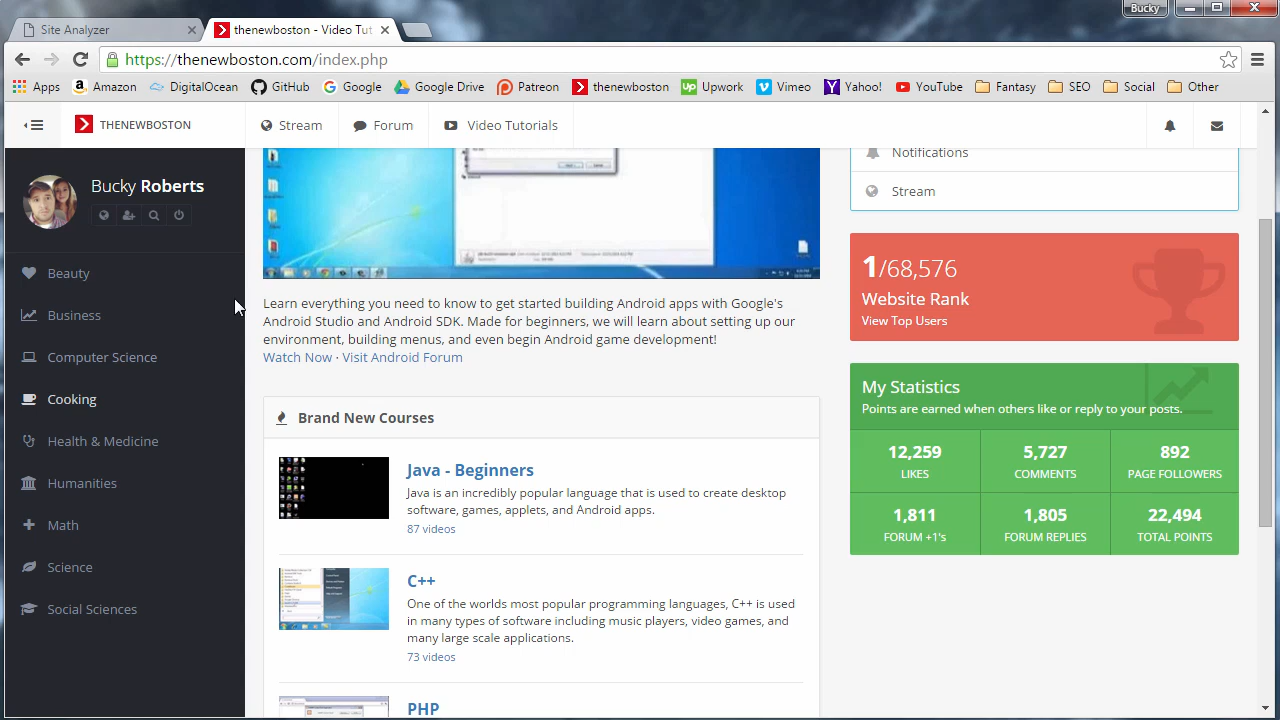 Bucky
Site Analyzer
thenewboston - Video Tut
https://thenewboston.com/index.php
Apps Amazon DigitalOcean GitHub Google Google Drive Patreon thenewboston Upwork Vimeo Yahoo! YouTube Fantasy SEO Social Other
THENEWBOSTON Stream Forum Video Tutorials
Bucky Roberts
Beauty
Business
Computer Science
Cooking
Health & Medicine
Humanities
Math
Science
Social Sciences
Learn everything you need to know to get started building Android apps with Google's
Android Studio and Android SDK. Made for beginners, we will learn about setting up our
environment, building menus, and even begin Android game development!
Watch Now · Visit Android Forum
Brand New Courses
Java - Beginners
Java is an incredibly popular language that is used to create desktop
software, games, applets, and Android apps.
87 videos
C++
One of the worlds most popular programming languages, C++ is used
in many types of software including music players, video games, and
many large scale applications.
73 videos
PHP
Notifications
Stream
1/68,576
Website Rank
View Top Users
My Statistics
Points are earned when others like or reply to your posts.
12,259 5,727 892
LIKES COMMENTS PAGE FOLLOWERS
1,811 1,805 22,494
FORUM +1's FORUM REPLIES TOTAL POINTS